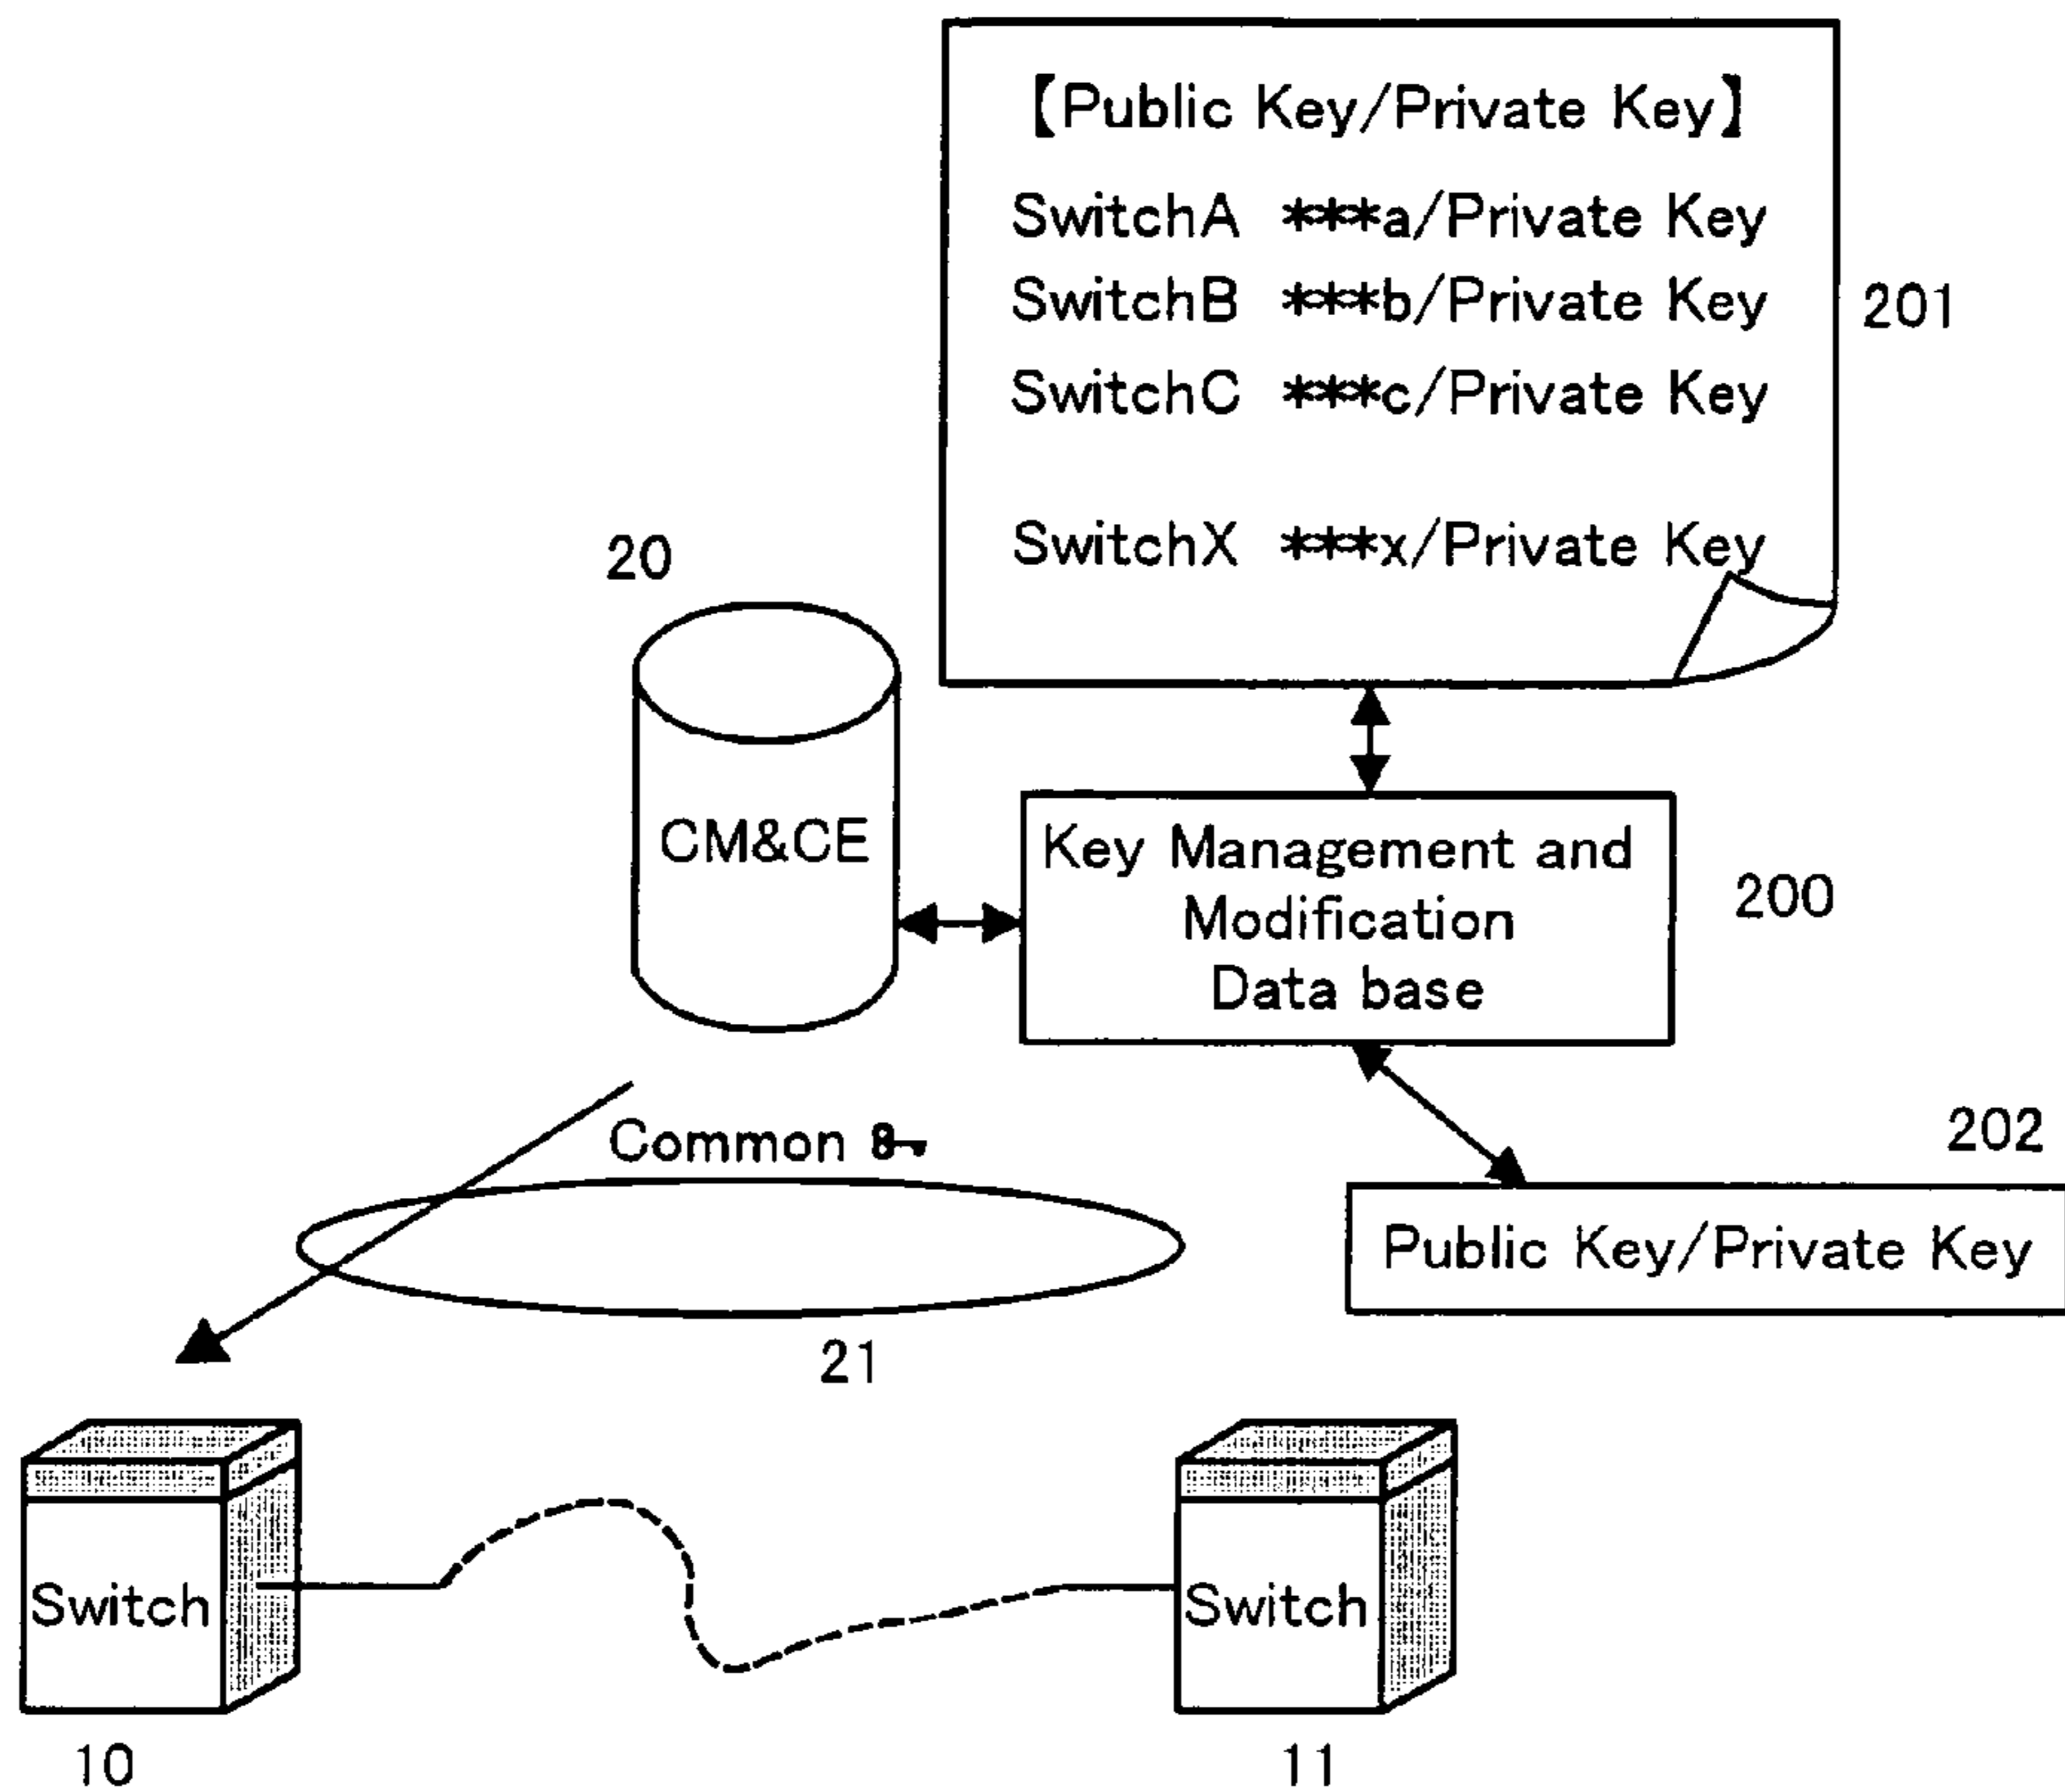 【Public Key/Private Key】
SwitchA ***a/Private Key
SwitchB ***b/Private Key
201
SwitchC ***c/Private Key
SwitchX ***x/Private Key
20
CM&CE
Key Management and
Modification
Data base
200
Common
202
Public Key/Private Key
21
Switch
Switch
10
11